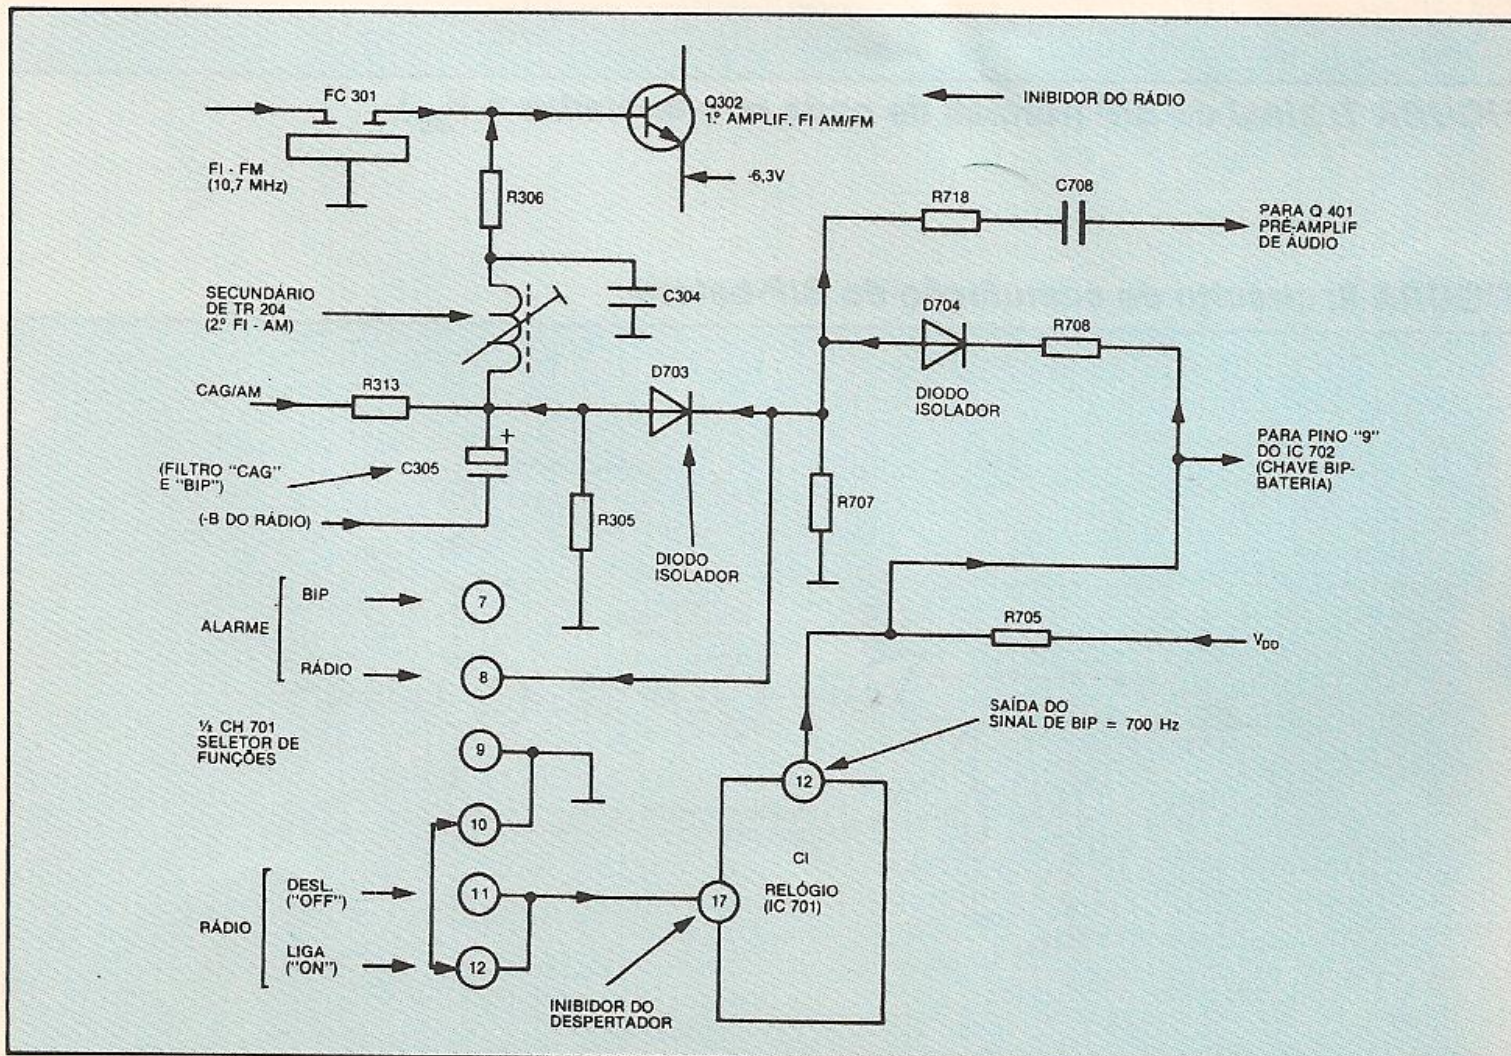 FC 301
Q302
1.º AMPLIF. FI AM/FM
INIBIDOR DO RÁDIO
FI - FM
(10,7 MHz)
R306
-6,3V
R718
C708
PARA Q 401
PRÉ-AMPLIF
DE ÁUDIO
SECUNDÁRIO
DE TR 204
(2.º FI - AM)
C304
D704
R708
DIODO
ISOLADOR
CAG/AM
R313
D703
PARA PINO "9"
DO IC 702
(CHAVE BIP-
BATERIA)
+
(FILTRO "CAG"
E "BIP")
C305
(-B DO RÁDIO)
R305
R707
DIODO
ISOLADOR
ALARME
BIP
7
RÁDIO
8
R705
VDD
½ CH 701
SELETOR DE
FUNÇÕES
9
SAÍDA DO
SINAL DE BIP = 700 Hz
12
10
CI
RELÓGIO
(IC 701)
RÁDIO
DESL.
("OFF")
11
17
LIGA
("ON")
12
INIBIDOR DO
DESPERTADOR